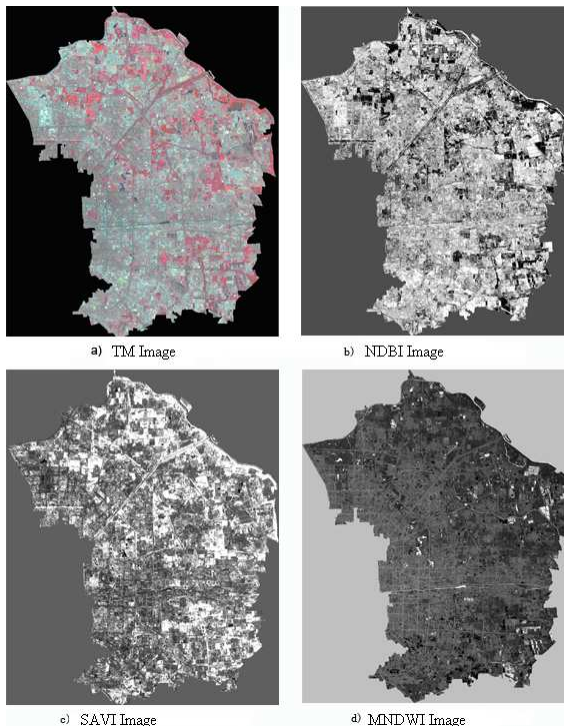 a) TM Image
b) NDBI Image
c) SAVI Image
d) MNDWI Image